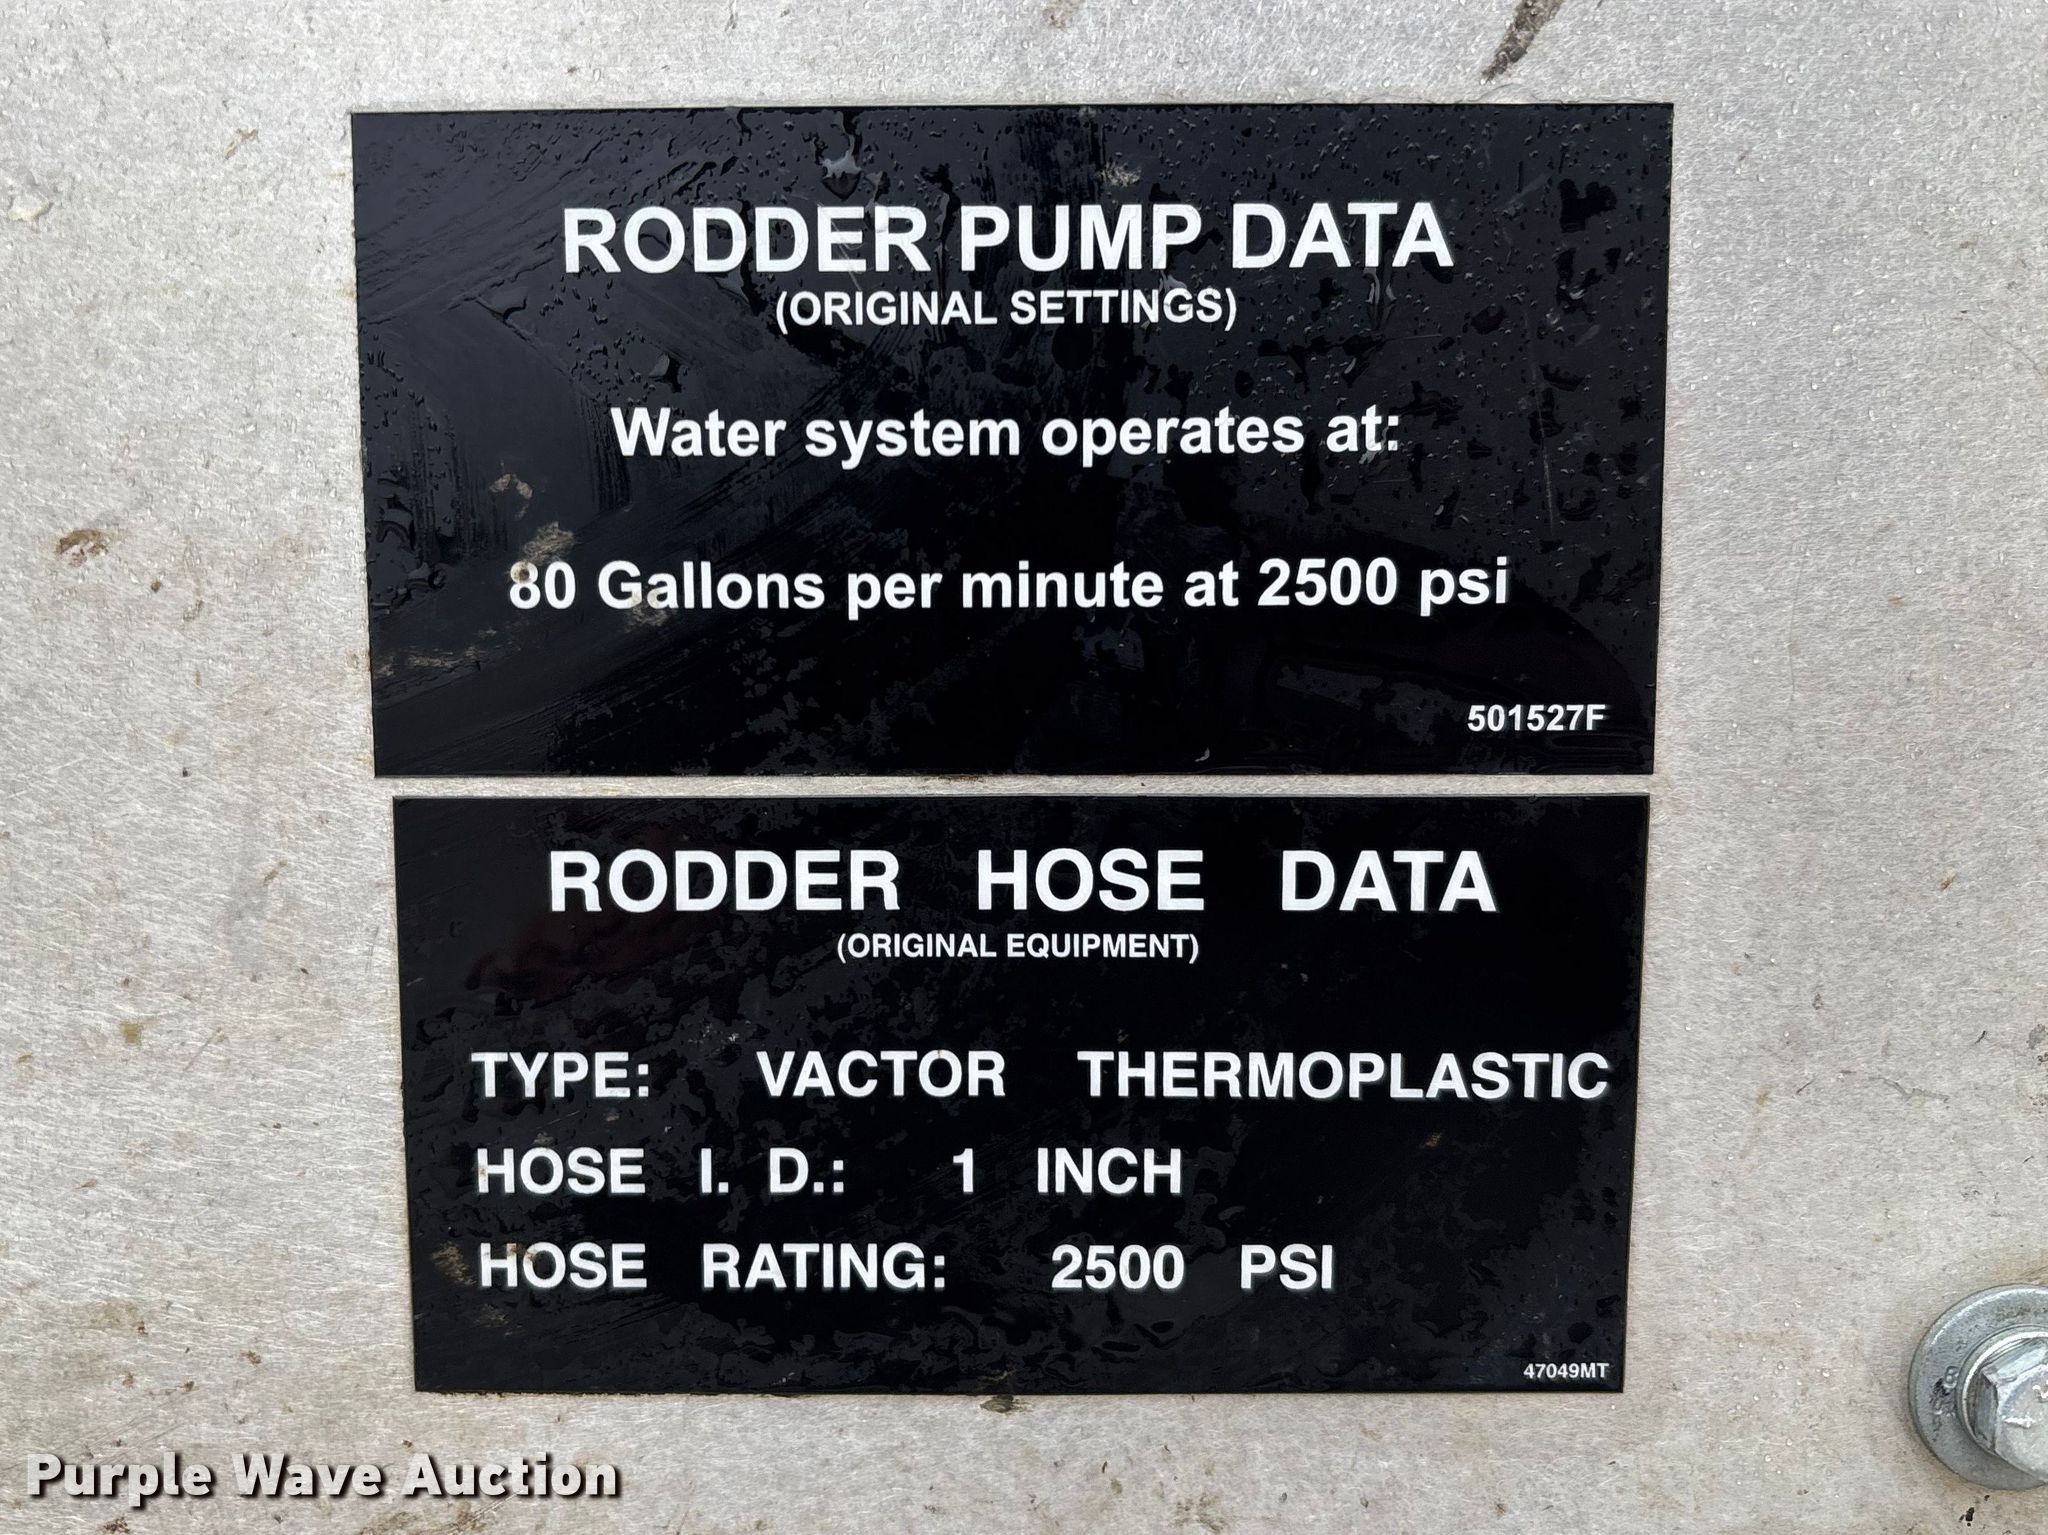 RODDER PUMP DATA
(ORIGINAL SETTINGS)
Water system operates at:
80 Gallons per minute at 2500 psi
501527F
RODDER HOSE DATA
(ORIGINAL EQUIPMENT)
TYPE: VACTOR THERMOPLASTIC
HOSE I. D.: 1 INCH
HOSE RATING: 2500 PSI
47049MT
Purple Wave Auction